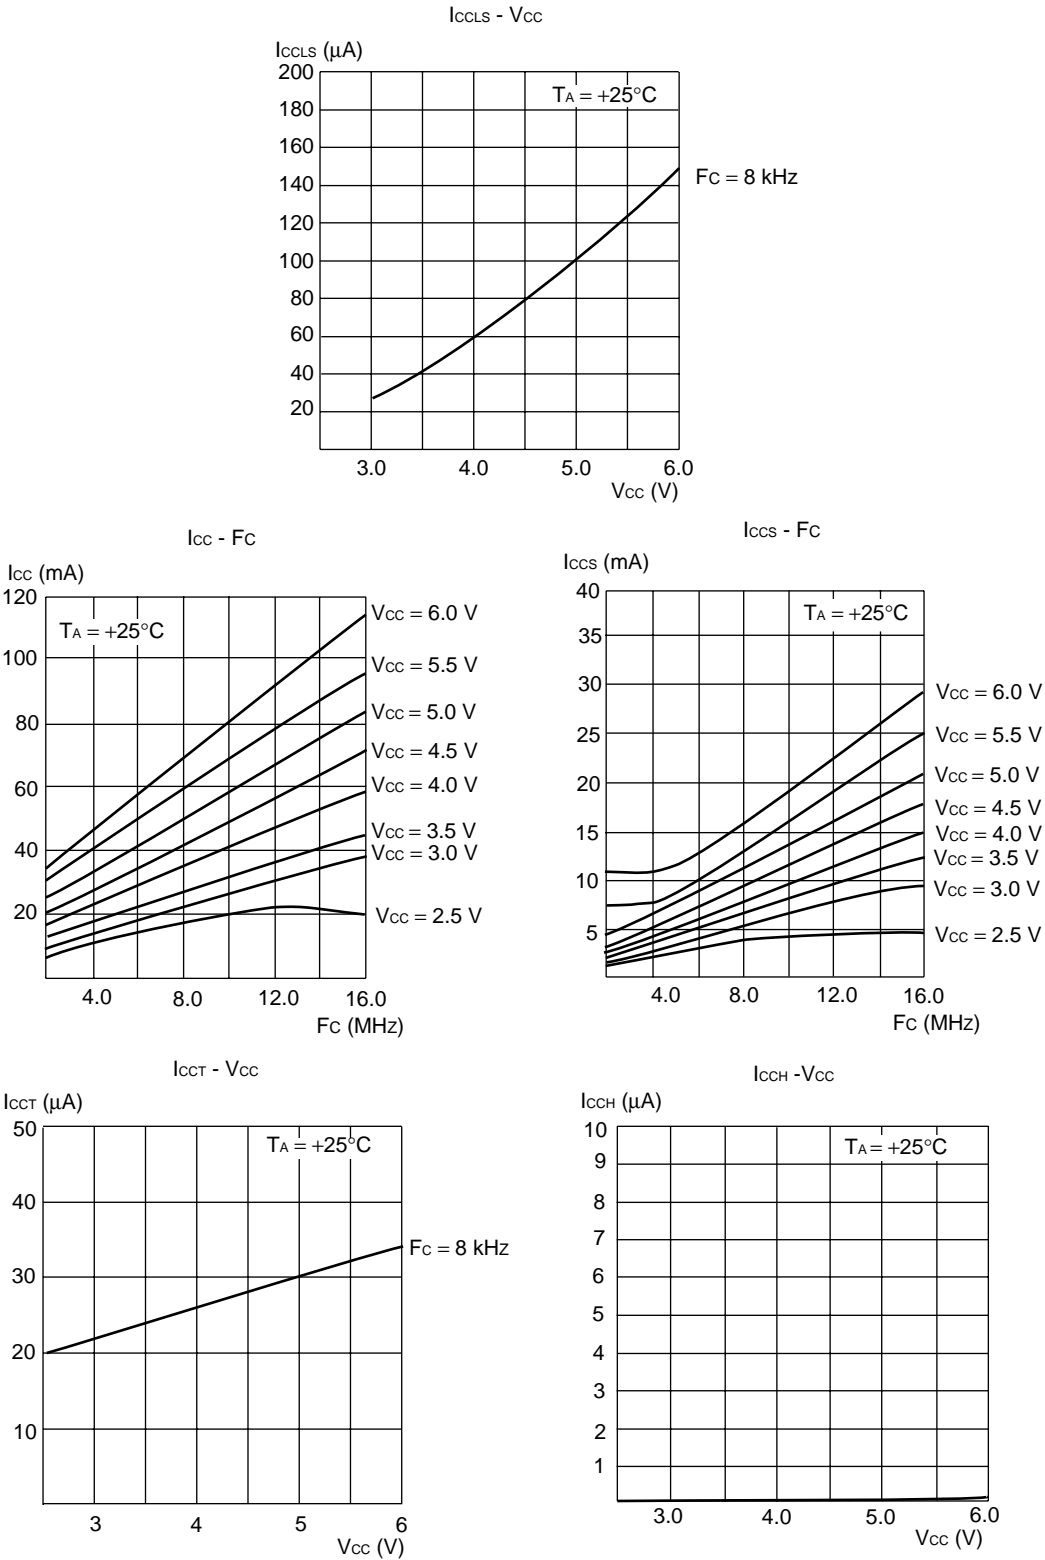 ICCLS - VCC
ICCLS (μA)
200
180
160
140
120
100
80
60
40
20
TA = +25°C
FC = 8 kHz
3.0 4.0 5.0 6.0
VCC (V)
ICC - FC
ICC (mA)
120
100
80
60
40
20
TA = +25°C
VCC = 6.0 V
VCC = 5.5 V
VCC = 5.0 V
VCC = 4.5 V
VCC = 4.0 V
VCC = 3.5 V
VCC = 3.0 V
VCC = 2.5 V
4.0 8.0 12.0 16.0
FC (MHz)
ICCS - FC
ICCS (mA)
40
35
30
25
20
15
10
5
TA = +25°C
VCC = 6.0 V
VCC = 5.5 V
VCC = 5.0 V
VCC = 4.5 V
VCC = 4.0 V
VCC = 3.5 V
VCC = 3.0 V
VCC = 2.5 V
4.0 8.0 12.0 16.0
FC (MHz)
ICCT - VCC
ICCT (μA)
50
40
30
20
10
TA = +25°C
FC = 8 kHz
3 4 5 6
VCC (V)
ICCH -VCC
ICCH (μA)
10
9
8
7
6
5
4
3
2
1
TA = +25°C
3.0 4.0 5.0 6.0
VCC (V)